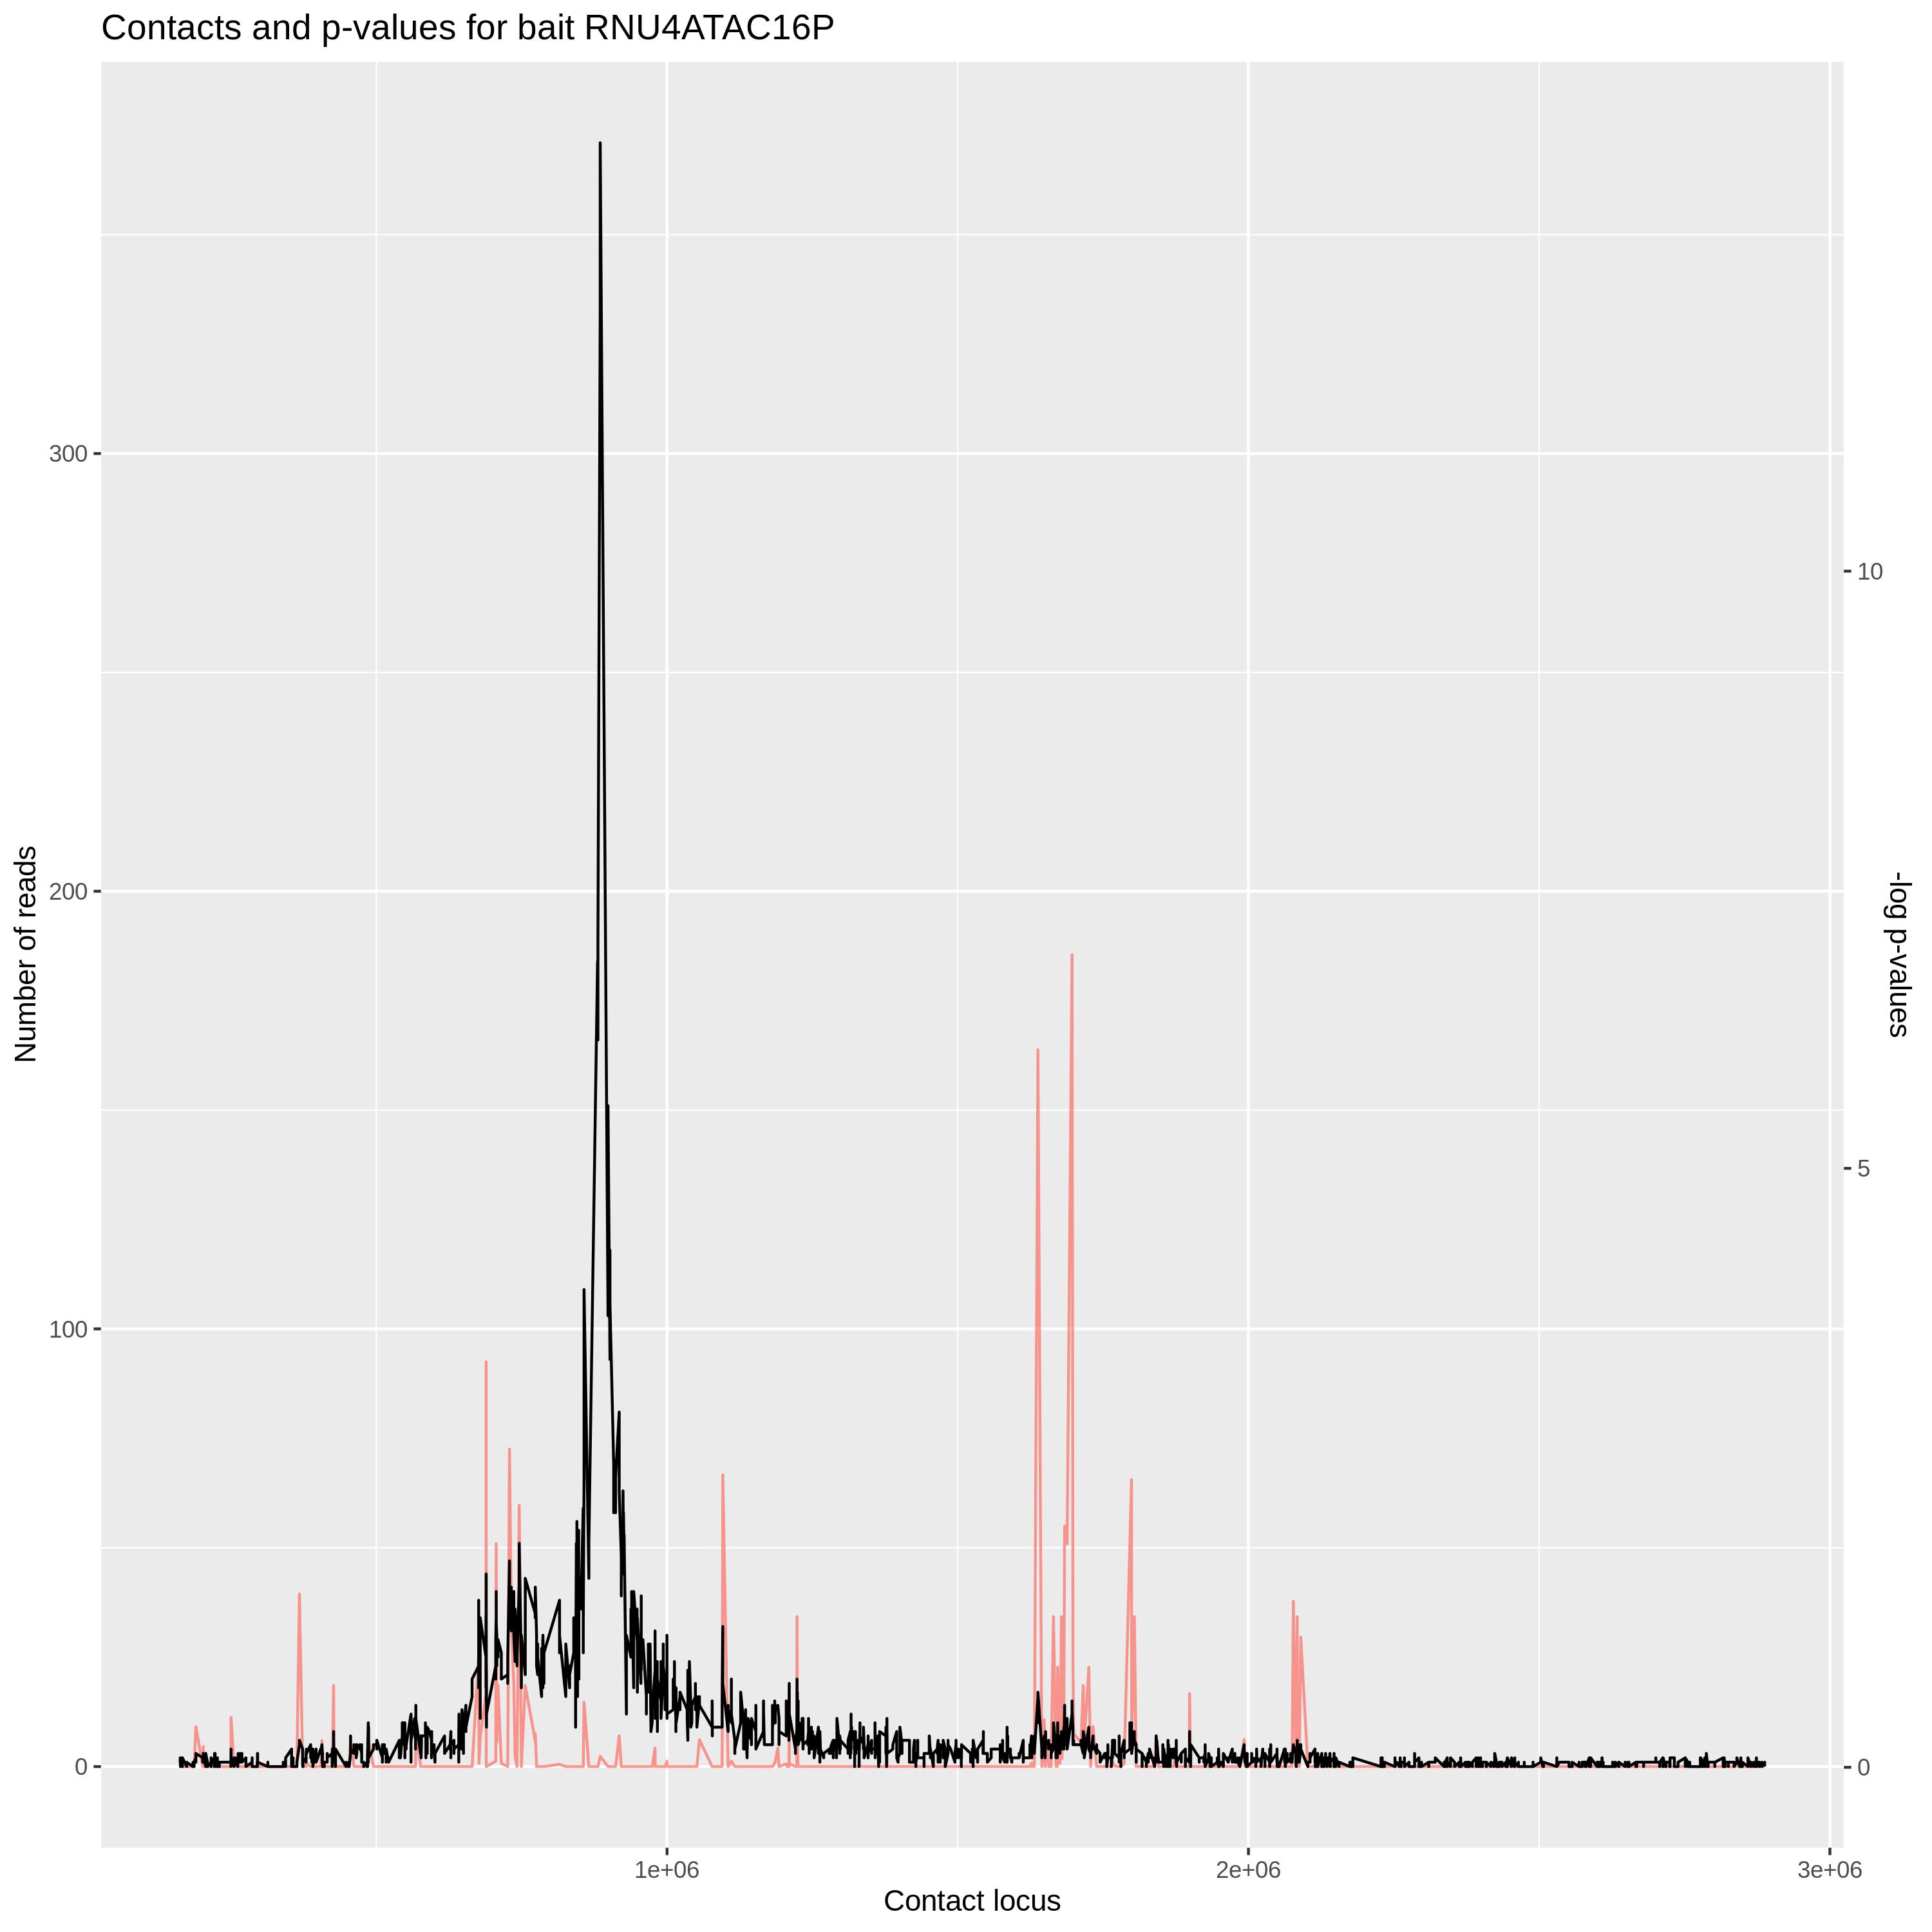 Contacts and p-values for bait RNU4ATAC16P
Number of reads
300
200
100
0
10
5
0
-log p-values
1e+06
2e+06
3e+06
Contact locus